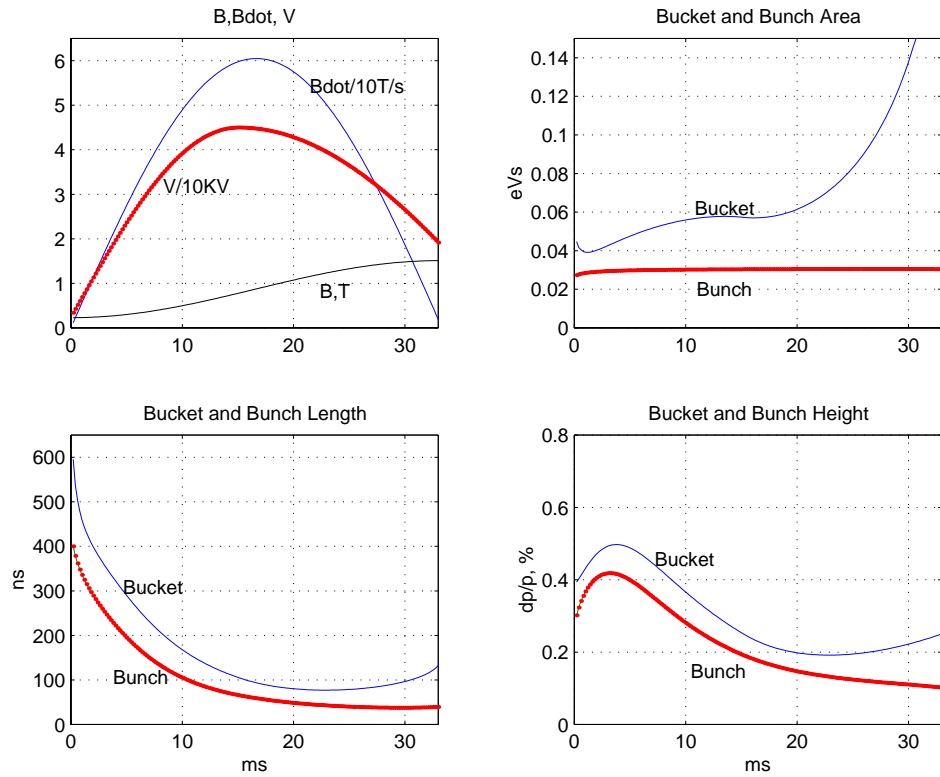 B,Bdot, V
6
5
4
3
2
1
0
0
10
20
30
Bdot/10T/s
V/10KV
B,T
Bucket and Bunch Area
0.14
0.12
0.1
0.08
0.06
0.04
0.02
0
eVs
0
10
20
30
Bucket
Bunch
Bucket and Bunch Length
600
500
400
300
200
100
0
ns
0
10
20
30
ms
Bucket
Bunch
Bucket and Bunch Height
0.8
0.6
0.4
0.2
0
dp/p, %
0
10
20
30
ms
Bucket
Bunch